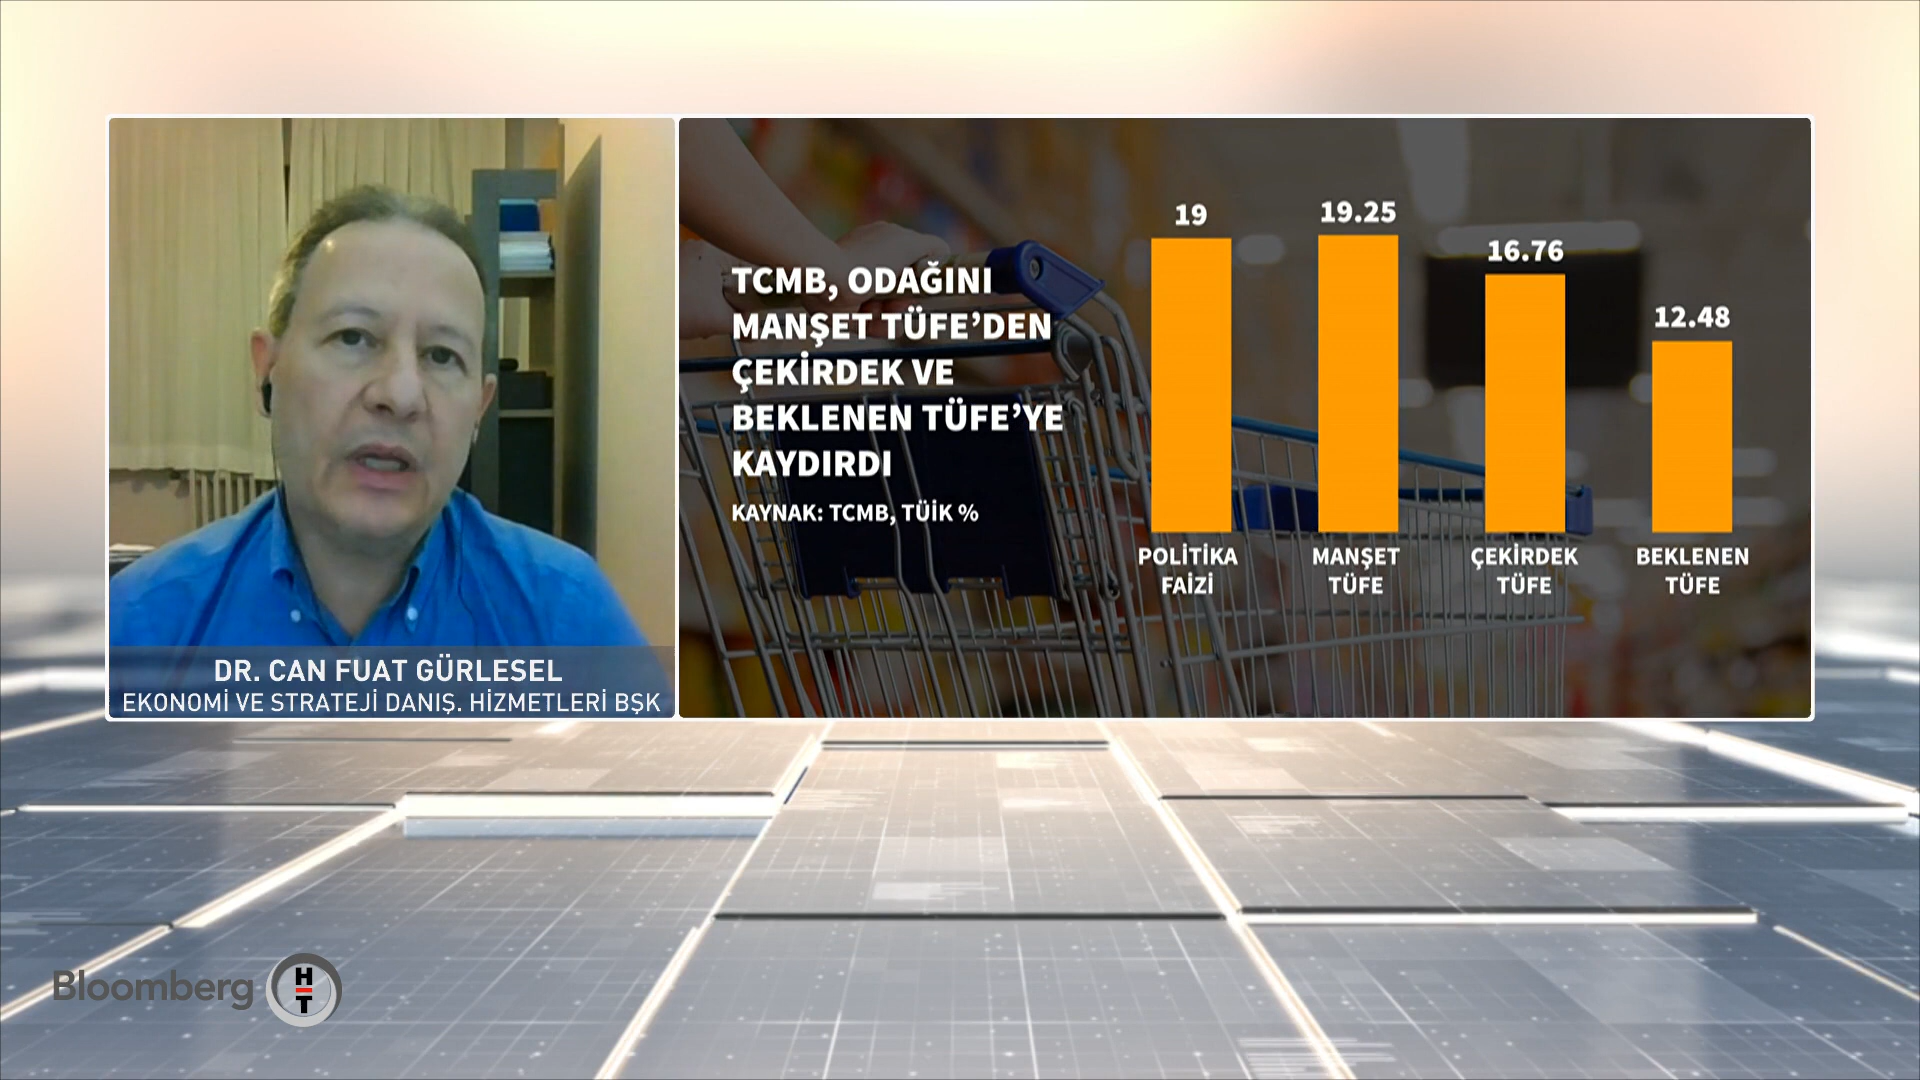 DR. CAN FUAT GÜRLESEL
EKONOMİ VE STRATEJİ DANIŞ. HİZMETLERİ BŞK
TCMB, ODAĞINI
MANŞET TÜFE’DEN
ÇEKİRDEK VE
BEKLENEN TÜFE’YE
KAYDIRDI
KAYNAK: TCMB, TÜİK %
19
19.25
16.76
12.48
POLİTİKA
FAİZİ
MANŞET
TÜFE
ÇEKİRDEK
TÜFE
BEKLENEN
TÜFE
Bloomberg HT